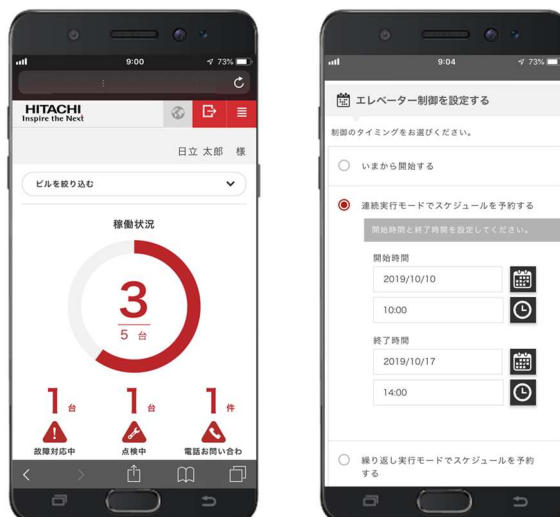 9:00
73%
HITACHI
Inspire the Next
日立 太郎 様
ビルを絞り込む
稼働状況
3
5 台
1 台
1 台
1 件
故障対応中
点検中
電話お問い合わ
9:04
73%
エレベーター制御を設定する
制御のタイミングをお選びください。
いまから開始する
連続実行モードでスケジュールを予約する
開始時間と終了時間を設定してください。
開始時間
2019/10/10
10:00
終了時間
2019/10/17
14:00
繰り返し実行モードでスケジュールを予約
する